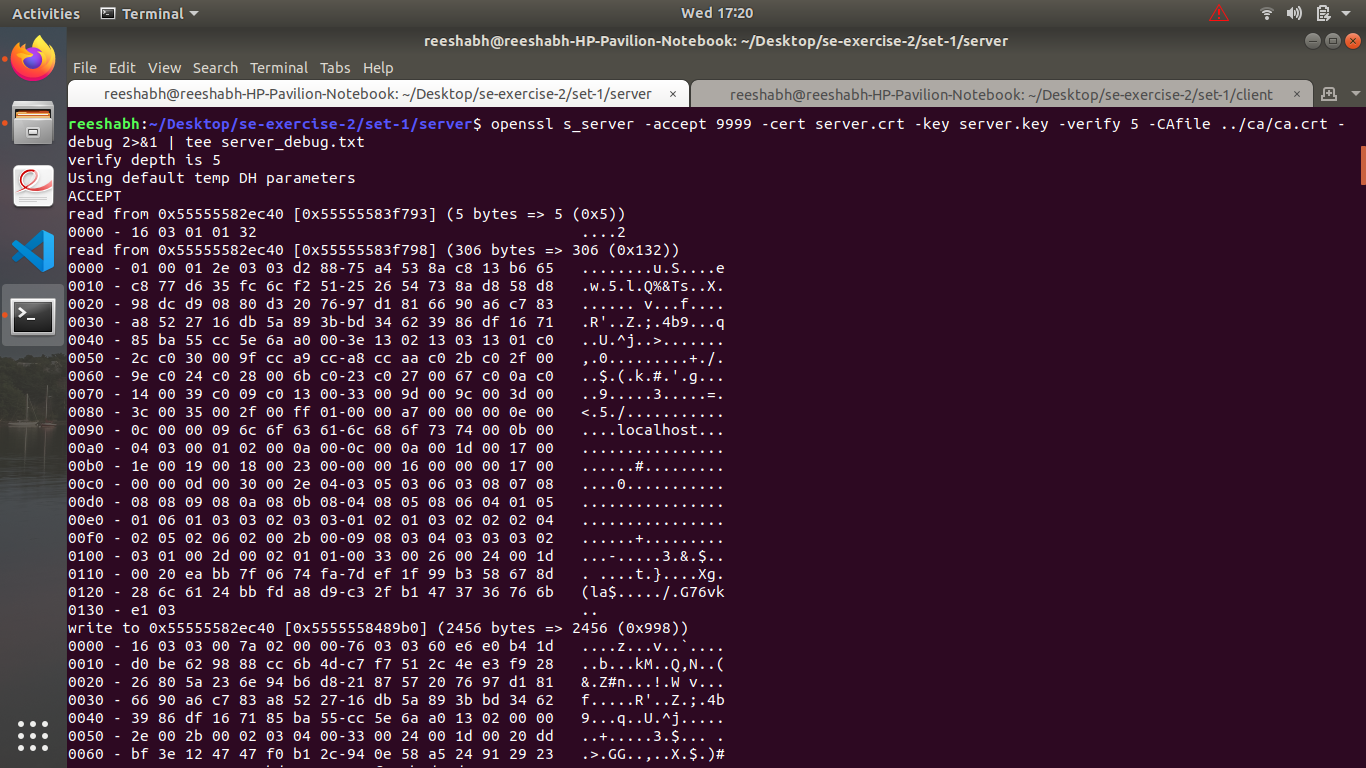 Activities Terminal Wed 17:20
reeshabh@reeshabh-HP-Pavilion-Notebook: ~/Desktop/se-exercise-2/set-1/server
File Edit View Search Terminal Tabs Help
reeshabh@reeshabh-HP-Pavilion-Notebook: ~/Desktop/se-exercise-2/set-1/server × reeshabh@reeshabh-HP-Pavilion-Notebook: ~/Desktop/se-exercise-2/set-1/client ×
reeshabh:~/Desktop/se-exercise-2/set-1/server$ openssl s_server -accept 9999 -cert server.crt -key server.key -verify 5 -CAfile ../ca/ca.crt -
debug 2>&1 | tee server_debug.txt
verify depth is 5
Using default temp DH parameters
ACCEPT
read from 0x55555582ec40 [0x55555583f793] (5 bytes => 5 (0x5))
0000 - 16 03 01 01 32 ....2
read from 0x55555582ec40 [0x55555583f798] (306 bytes => 306 (0x132))
0000 - 01 00 01 2e 03 03 d2 88-75 a4 53 8a c8 13 b6 65 ........u.S....e
0010 - c8 77 d6 35 fc 6c f2 51-25 26 54 73 8a d8 58 d8 .w.5.l.Q%&Ts..X.
0020 - 98 dc d9 08 80 d3 20 76-97 d1 81 66 90 a6 c7 83 ...... v...f....
0030 - a8 52 27 16 db 5a 89 3b-bd 34 62 39 86 df 16 71 .R'..Z.;.4b9...q
0040 - 85 ba 55 cc 5e 6a a0 00-3e 13 02 13 03 13 01 c0 ..U.^j..>.......
0050 - 2c c0 30 00 9f cc a9 cc-a8 cc aa c0 2b c0 2f 00 ,.0.........+./.
0060 - 9e c0 24 c0 28 00 6b c0-23 c0 27 00 67 c0 0a c0 ..$.(.k.#.'.g...
0070 - 14 00 39 c0 09 c0 13 00-33 00 9d 00 9c 00 3d 00 ..9.....3.....=.
0080 - 3c 00 35 00 2f 00 ff 01-00 00 a7 00 00 00 0e 00 <.5./...........
0090 - 0c 00 00 09 6c 6f 63 61-6c 68 6f 73 74 00 0b 00 ....localhost...
00a0 - 04 03 00 01 02 00 0a 00-0c 00 0a 00 1d 00 17 00 ................
00b0 - 1e 00 19 00 18 00 23 00-00 00 16 00 00 00 17 00 ......#.........
00c0 - 00 00 0d 00 30 00 2e 04-03 05 03 06 03 08 07 08 ....0...........
00d0 - 08 08 09 08 0a 08 0b 08-04 08 05 08 06 04 01 05 ................
00e0 - 01 06 01 03 03 02 03 03-01 02 01 03 02 02 02 04 ................
00f0 - 02 05 02 06 02 00 2b 00-09 08 03 04 03 03 03 02 ......+.........
0100 - 03 01 00 2d 00 02 01 01-00 33 00 26 00 24 00 1d ...-.....3.&.$..
0110 - 00 20 ea bb 7f 06 74 fa-7d ef 1f 99 b3 58 67 8d . ....t.}....Xg.
0120 - 28 6c 61 24 bb fd a8 d9-c3 2f b1 47 37 36 76 6b (la$...../.G76vk
0130 - e1 03 ..
write to 0x55555582ec40 [0x5555558489b0] (2456 bytes => 2456 (0x998))
0000 - 16 03 03 00 7a 02 00 00-76 03 03 60 e6 e0 b4 1d ....z...v..`....
0010 - d0 be 62 98 88 cc 6b 4d-c7 f7 51 2c 4e e3 f9 28 ..b...kM..Q,N..(
0020 - 26 80 5a 23 6e 94 b6 d8-21 87 57 20 76 97 d1 81 &.Z#n...!.W v...
0030 - 66 90 a6 c7 83 a8 52 27-16 db 5a 89 3b bd 34 62 f.....R'..Z.;.4b
0040 - 39 86 df 16 71 85 ba 55-cc 5e 6a a0 13 02 00 00 9...q..U.^j.....
0050 - 2e 00 2b 00 02 03 04 00-33 00 24 00 1d 00 20 dd ..+.....3.$... .
0060 - bf 3e 12 47 47 f0 b1 2c-94 0e 58 a5 24 91 29 23 .>.GG..,..X.$.)#